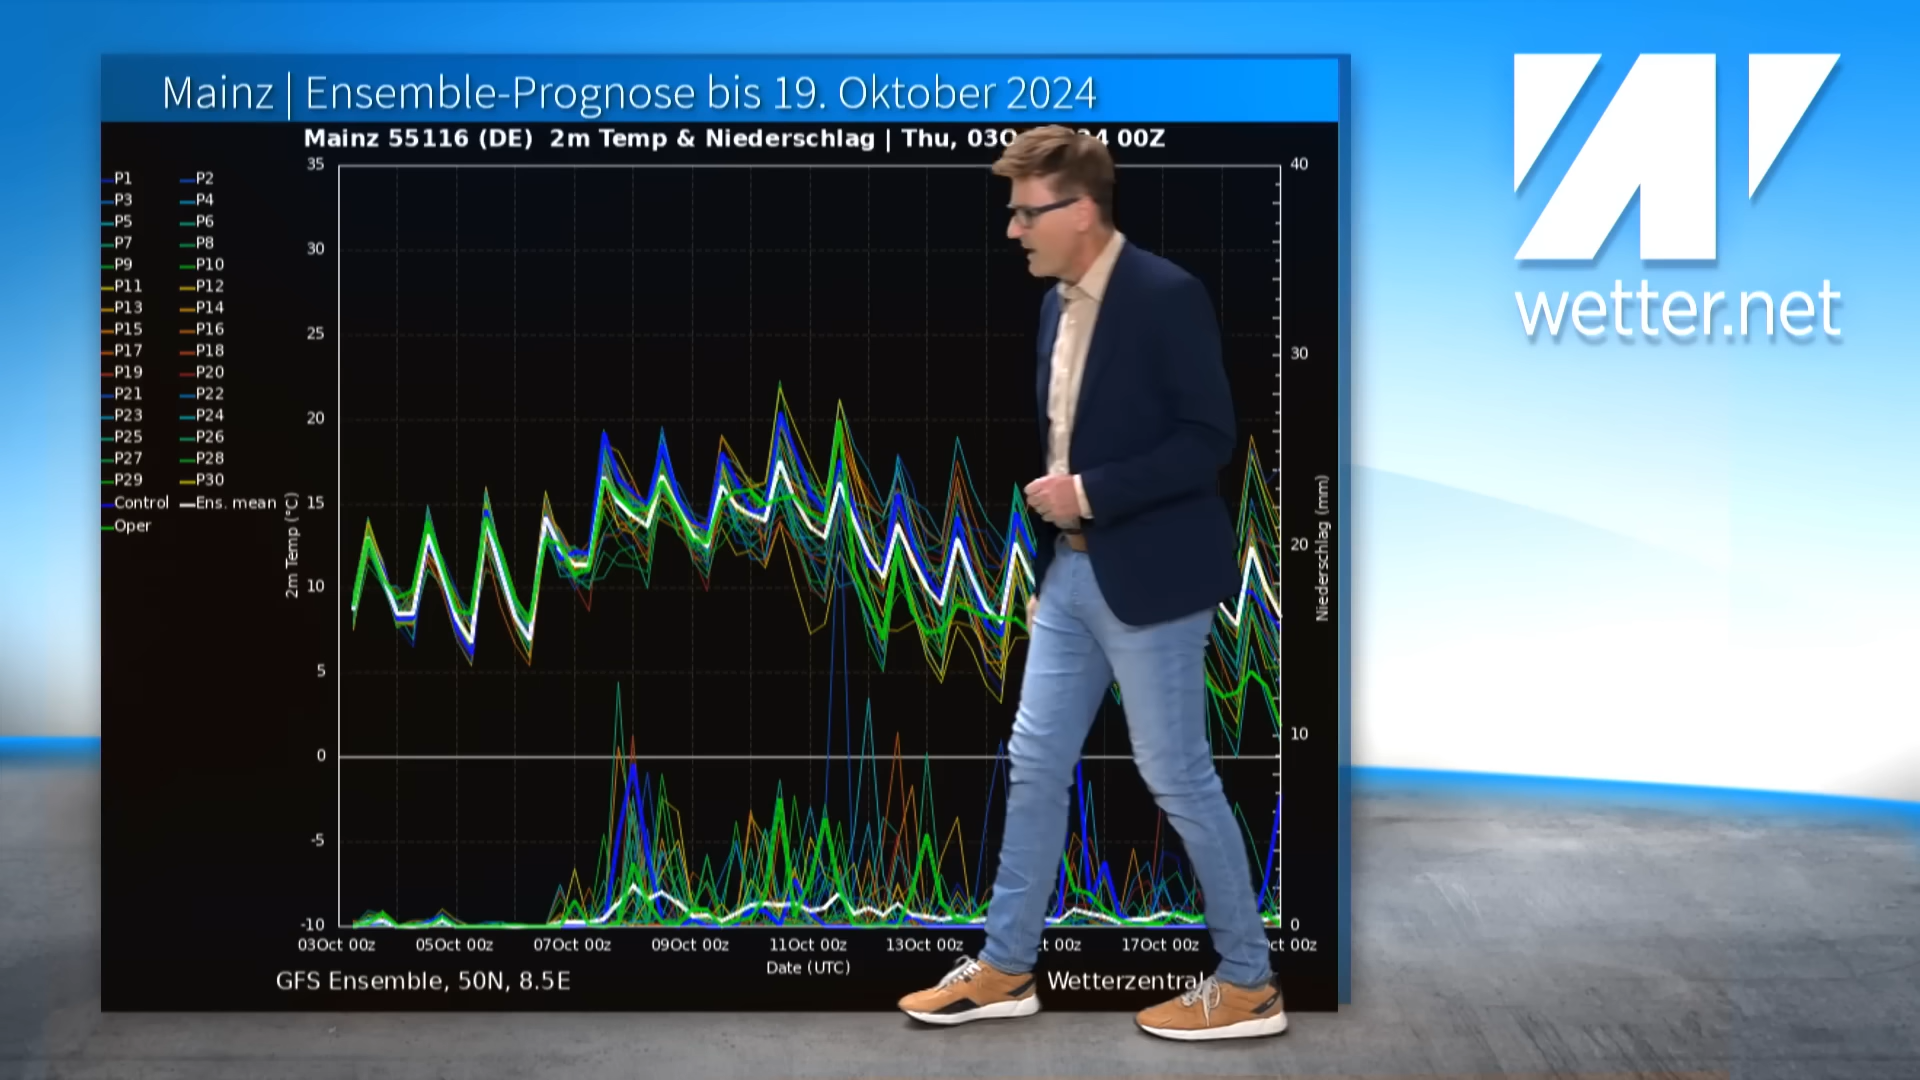 Mainz | Ensemble-Prognose bis 19. Oktober 2024
Mainz 55116 (DE) 2m Temp & Niederschlag | Thu, 00Z
wetter.net
P1 P2
P3 P4
P5 P6
P7 P8
P9 P10
P11 P12
P13 P14
P15 P16
P17 P18
P19 P20
P21 P22
P23 P24
P25 P26
P27 P28
P29 P30
Control Ens. mean
Oper
2m Temp (°C)
35
30
25
20
15
10
5
0
-5
-10
40
30
20
10
0
Niederschlag (mm)
03Oct 00z 05Oct 00z 07Oct 00z 09Oct 00z 11Oct 00z 13Oct 00z 00z 17Oct 00z 00z
Date (UTC)
GFS Ensemble, 50N, 8.5E